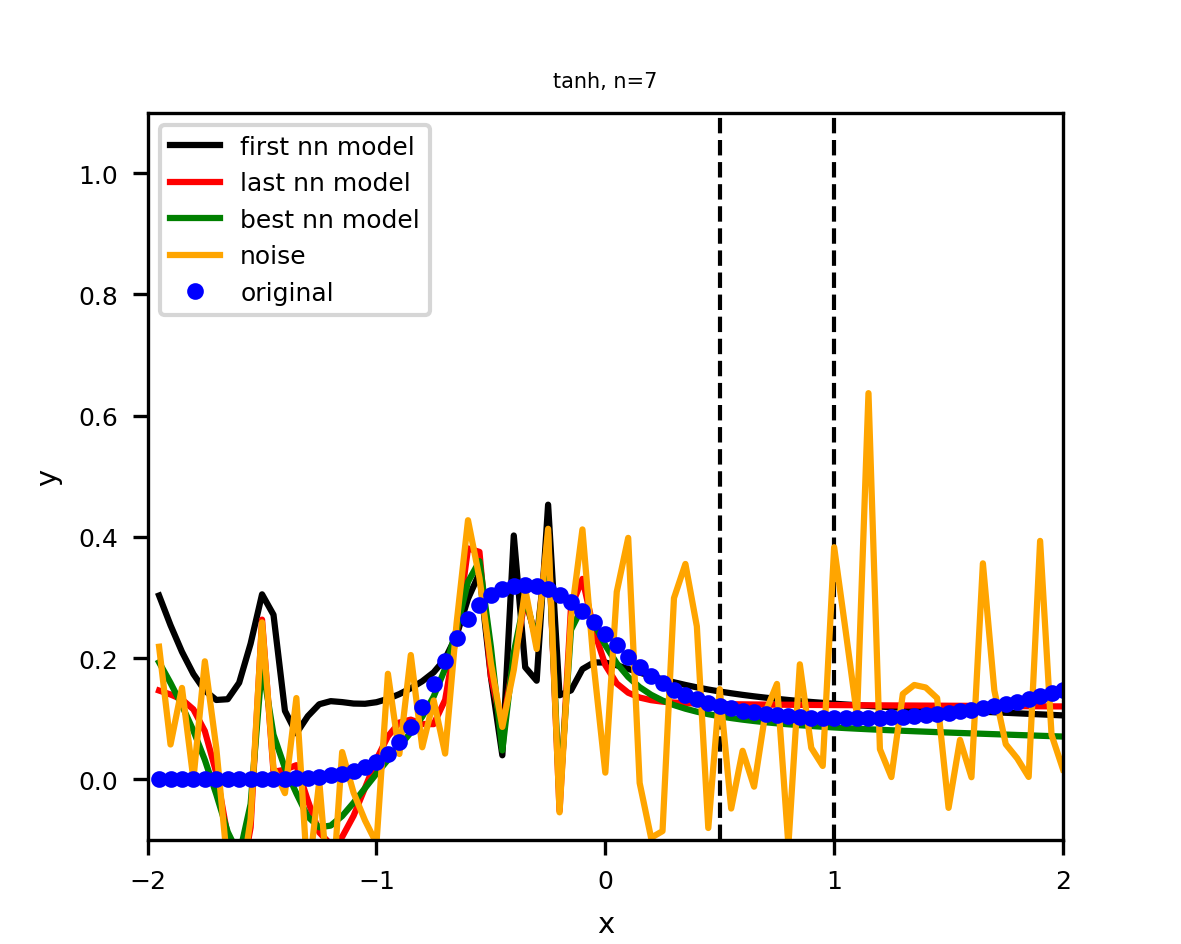 tanh, n=7
first nn model
last nn model
best nn model
noise
original
1.0
0.8
0.6
0.4
0.2
0.0
y
−2
−1
0
1
2
x